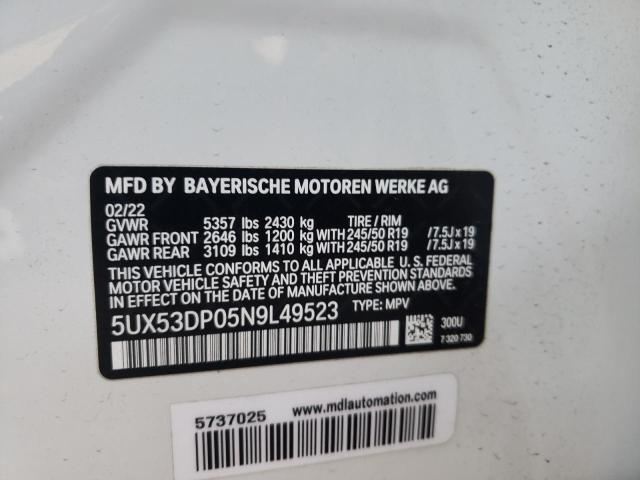 MFD BY BAYERISCHE MOTOREN WERKE AG
02/22
GVWR 5357 lbs 2430 kg TIRE / RIM
GAWR FRONT 2646 lbs 1200 kg WITH 245/50 R19 /7.5J x 19
GAWR REAR 3109 lbs 1410 kg WITH 245/50 R19 /7.5J x 19
THIS VEHICLE CONFORMS TO ALL APPLICABLE U. S. FEDERAL
MOTOR VEHICLE SAFETY AND THEFT PREVENTION STANDARDS
IN EFFECT ON THE DATE OF MANUFACTURE SHOWN ABOVE.
5UX53DP05N9L49523 TYPE: MPV
300U
7 320 730
5737025 www.mdlautomation.com